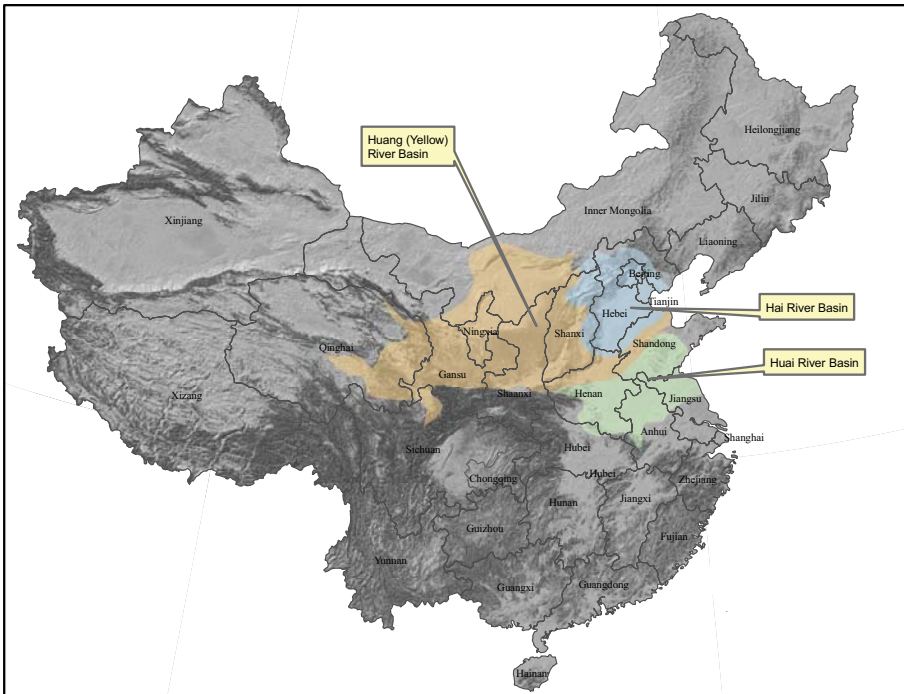 Heilongjiang
Huang (Yellow)
River Basin
Jilin
Inner Mongolia
Xinjiang
Liaoning
Beijing
Tianjin
Hai River Basin
Hebei
Ningxia
Shanxi
Shandong
Qinghai
Huai River Basin
Gansu
Shaanxi
Henan
Jiangsu
Xizang
Anhui
Shanghai
Sichuan
Hubei
Hubei
Chongqing
Zhejiang
Hunan
Jiangxi
Guizhou
Fujian
Yunnan
Guangxi
Guangdong
Hainan